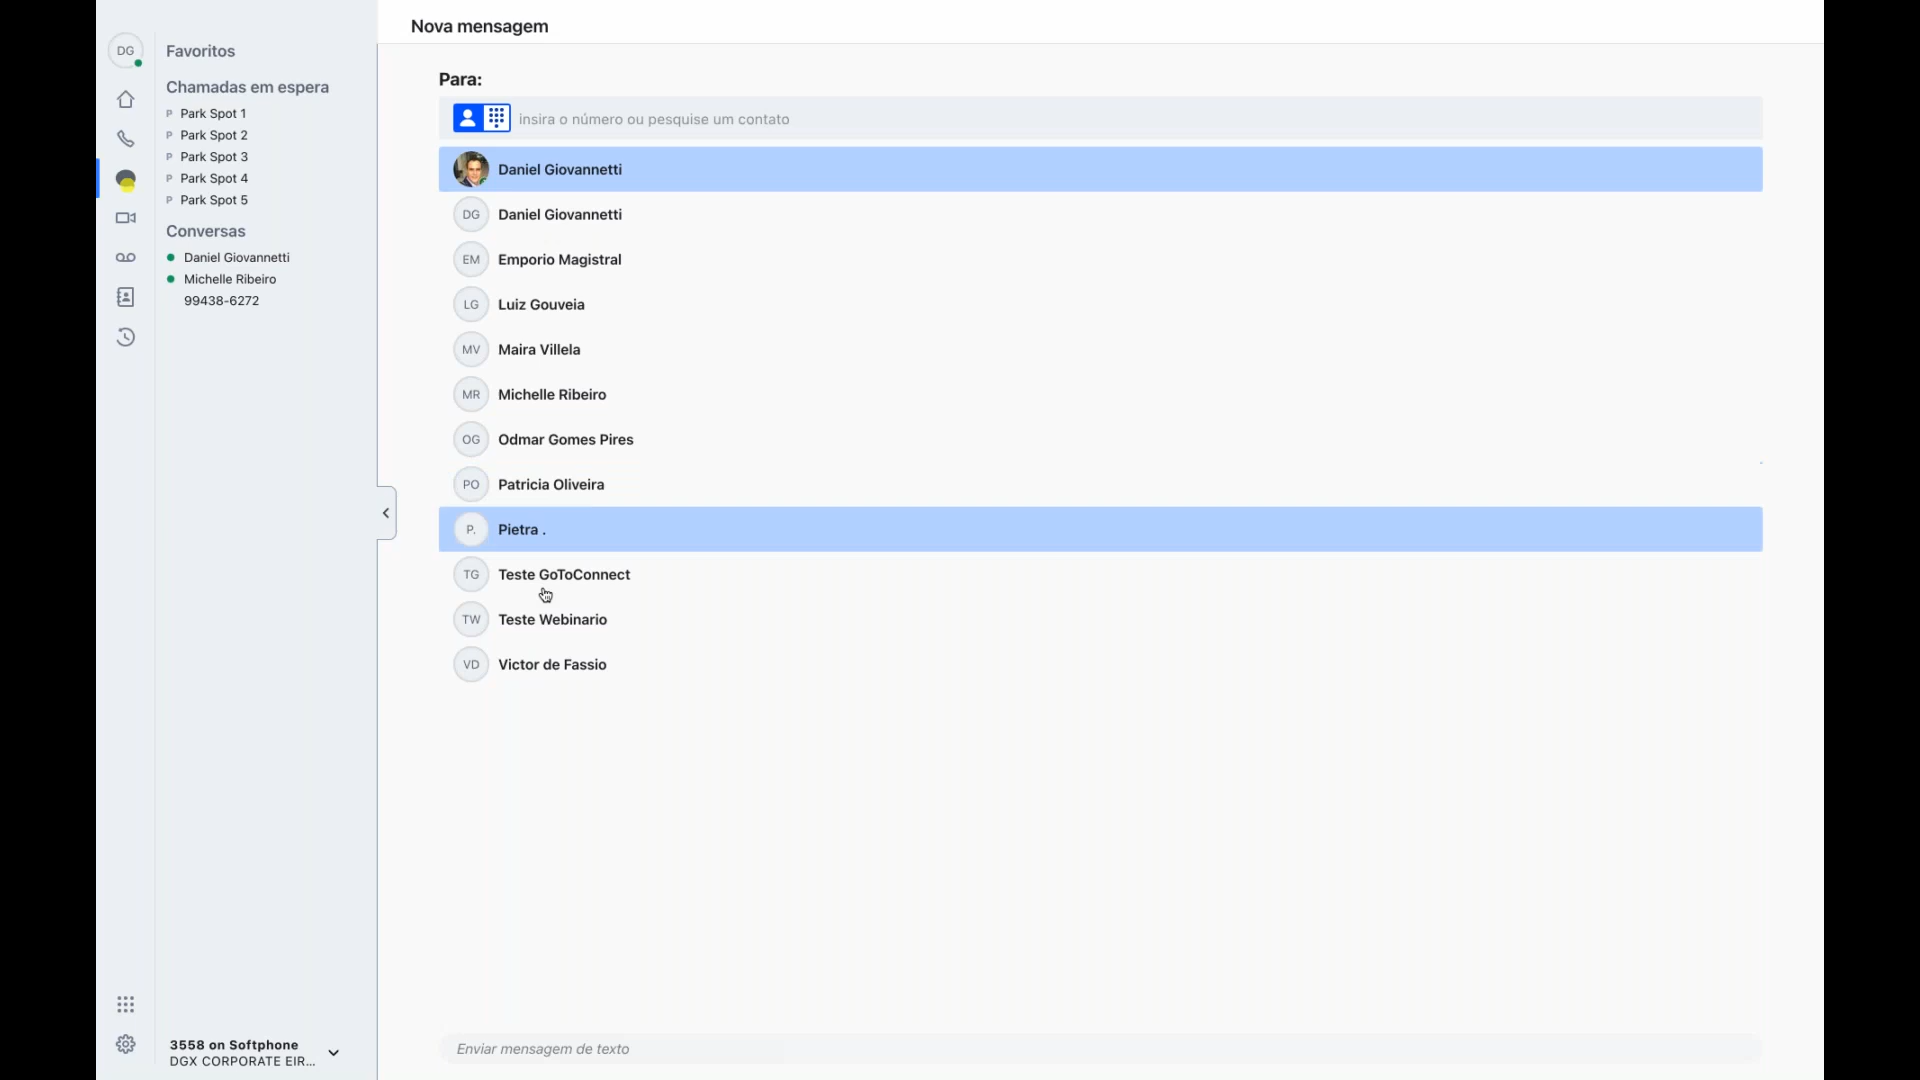 Nova mensagem
DG
Favoritos
Chamadas em espera
P Park Spot 1
P Park Spot 2
P Park Spot 3
P Park Spot 4
P Park Spot 5
Conversas
Daniel Giovannetti
Michelle Ribeiro
99438-6272
3558 on Softphone
DGX CORPORATE EIR...
Para:
insira o número ou pesquise um contato
Daniel Giovannetti
DG Daniel Giovannetti
EM Emporio Magistral
LG Luiz Gouveia
MV Maira Villela
MR Michelle Ribeiro
OG Odmar Gomes Pires
PO Patricia Oliveira
P. Pietra .
TG Teste GoToConnect
TW Teste Webinario
VD Victor de Fassio
Enviar mensagem de texto